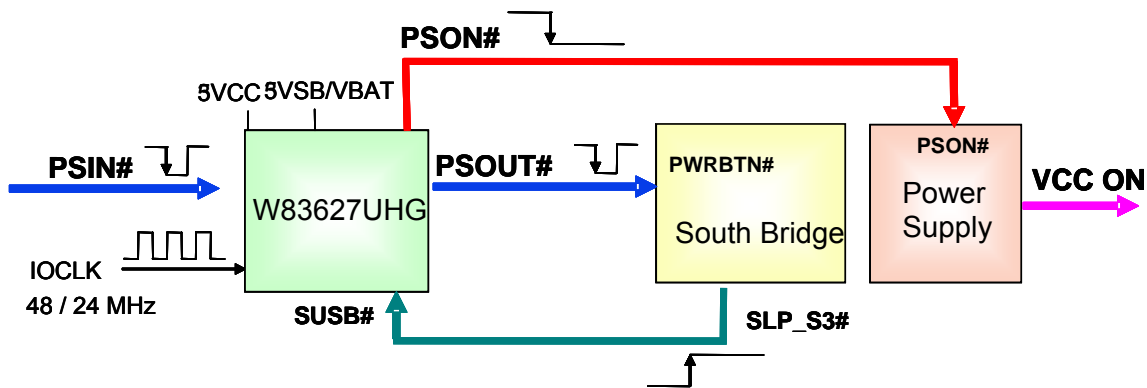 PSON#
5VCC 5VSB/VBAT
PSIN#
W83627UHG
PSOUT#
PWRBTN#
South Bridge
PSON#
Power
Supply
VCC ON
IOCLK
48 / 24 MHz
SUSB#
SLP_S3#